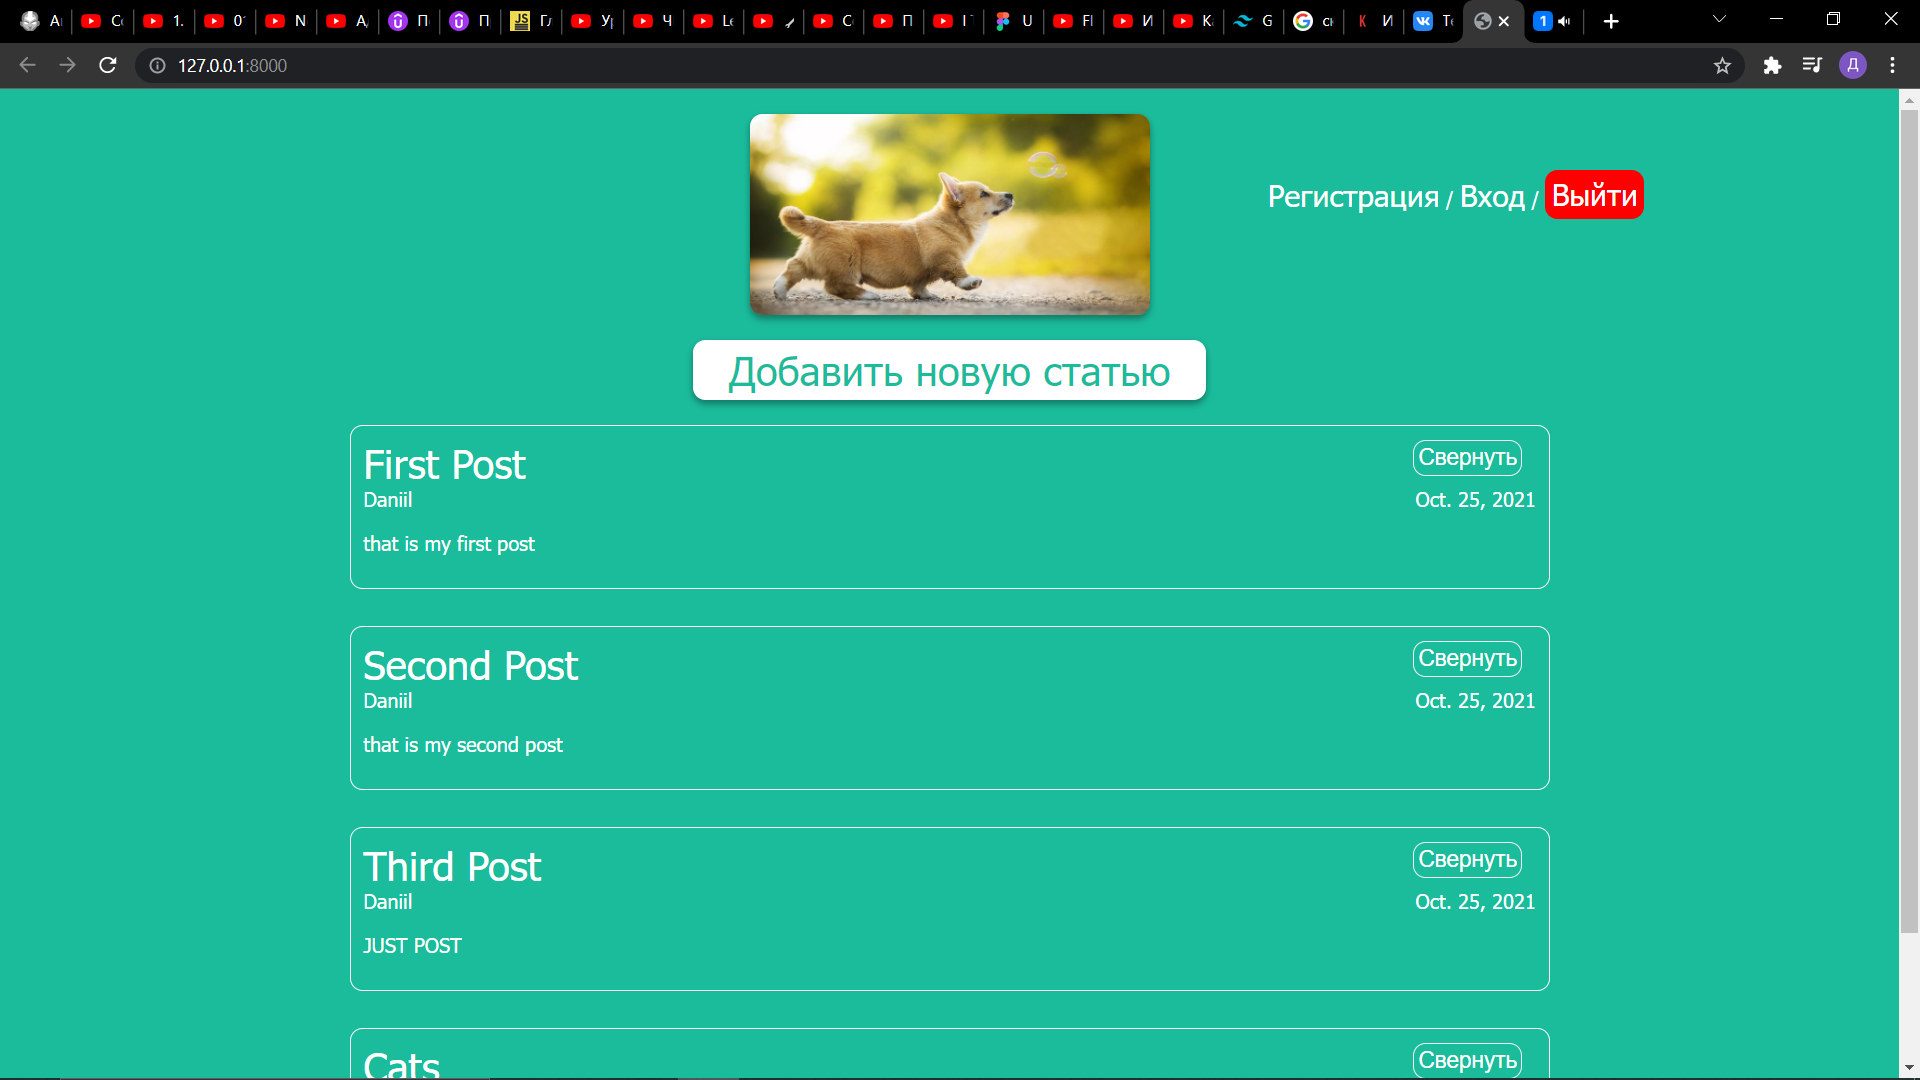 127.0.0.1:8000
Регистрация / Вход / Выйти
Добавить новую статью
First Post
Свернуть
Daniil
Oct. 25, 2021
that is my first post
Second Post
Свернуть
Daniil
Oct. 25, 2021
that is my second post
Third Post
Свернуть
Daniil
Oct. 25, 2021
JUST POST
Cats
Свернуть